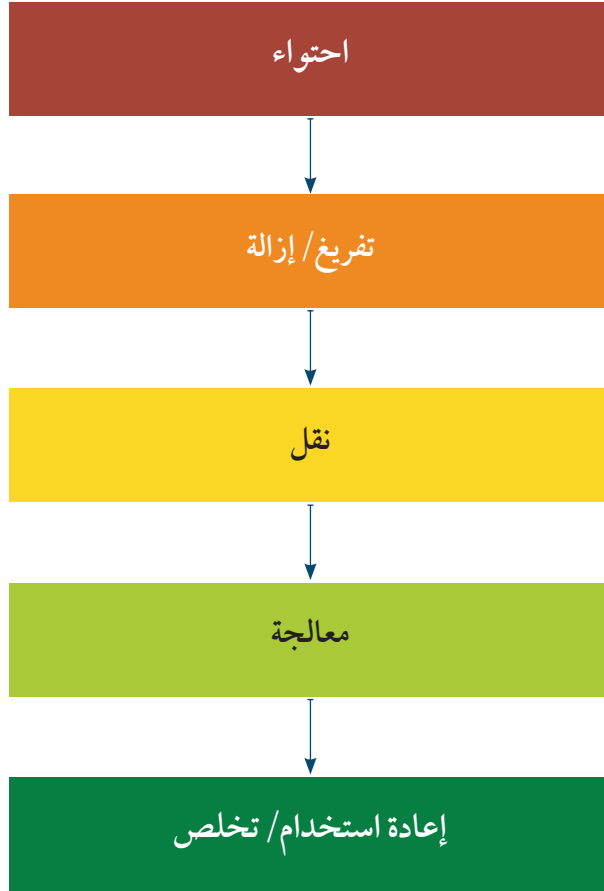 احتواء
تفريغ/ إزالة
نقل
معالجة
إعادة استخدام/ تخلص